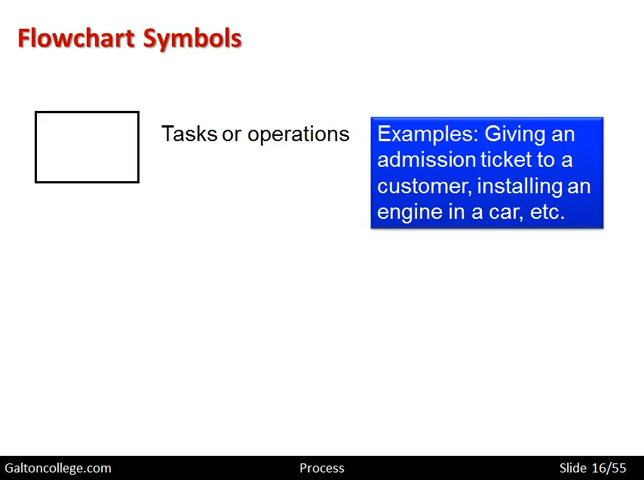 Flowchart Symbols
Tasks or operations
Examples: Giving an
admission ticket to a
customer, installing an
engine in a car, etc.
Galtoncollege.com
Process
Slide 16/55